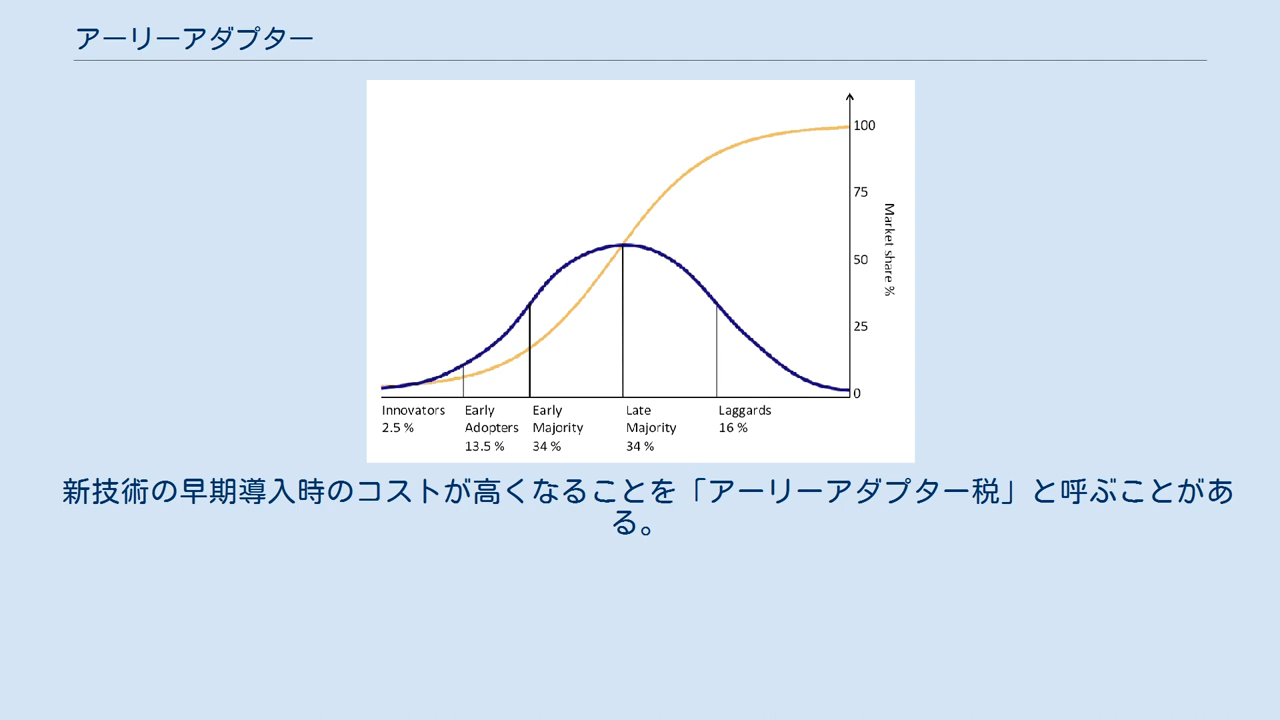 アーリーアダプター
100
75
50
25
0
Market share %
Innovators
2.5 %
Early
Adopters
13.5 %
Early
Majority
34 %
Late
Majority
34 %
Laggards
16 %
新技術の早期導入時のコストが高くなることを「アーリーアダプター税」と呼ぶことがあ
る。